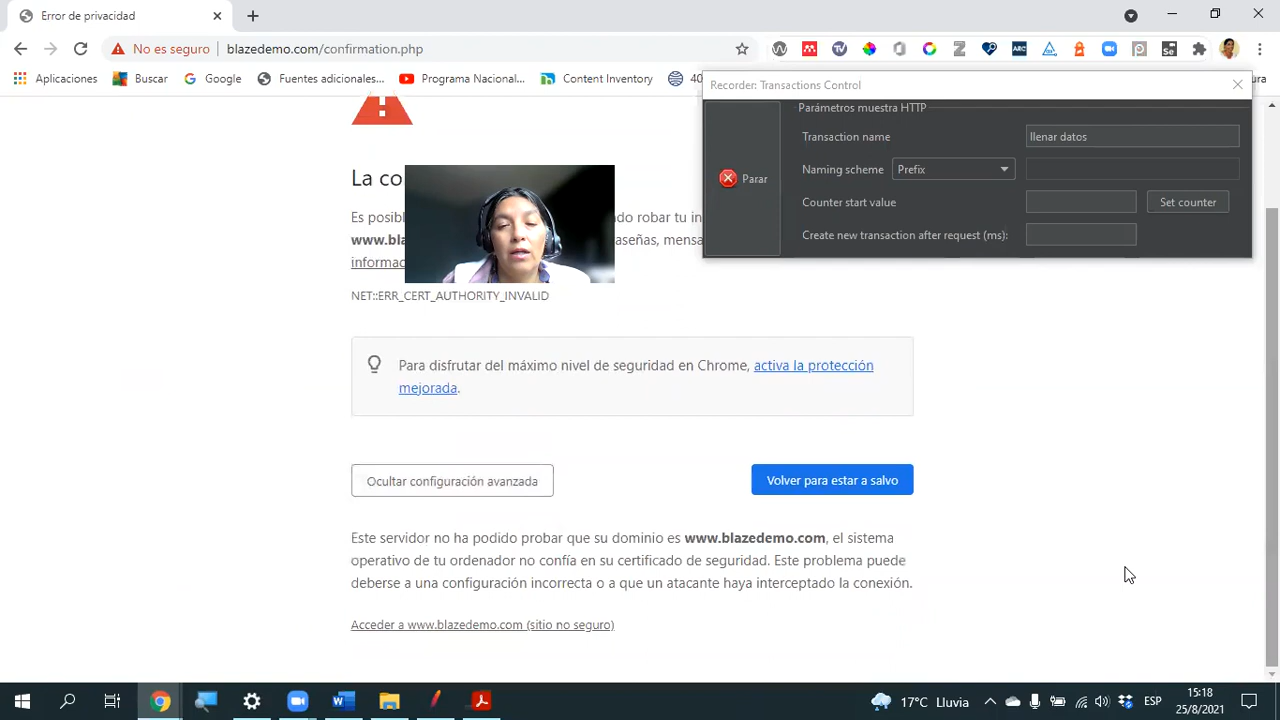 Error de privacidad
No es seguro
blazedemo.com/confirmation.php
Aplicaciones
Buscar
Google
Fuentes adicionales...
Programa Nacional...
Content Inventory
40
Recorder: Transactions Control
Parámetros muestra HTTP
Transaction name
llenar datos
Parar
Naming scheme
Prefix
Counter start value
Set counter
Create new transaction after request (ms):
La co
Es posible
do robar tu in
www.bla
aseñas, mensa
informac
NET::ERR_CERT_AUTHORITY_INVALID
Para disfrutar del máximo nivel de seguridad en Chrome, activa la protección
mejorada.
Ocultar configuración avanzada
Volver para estar a salvo
Este servidor no ha podido probar que su dominio es www.blazedemo.com, el sistema
operativo de tu ordenador no confía en su certificado de seguridad. Este problema puede
deberse a una configuración incorrecta o a que un atacante haya interceptado la conexión.
Acceder a www.blazedemo.com (sitio no seguro)
17°C Lluvia
ESP
15:18
25/8/2021